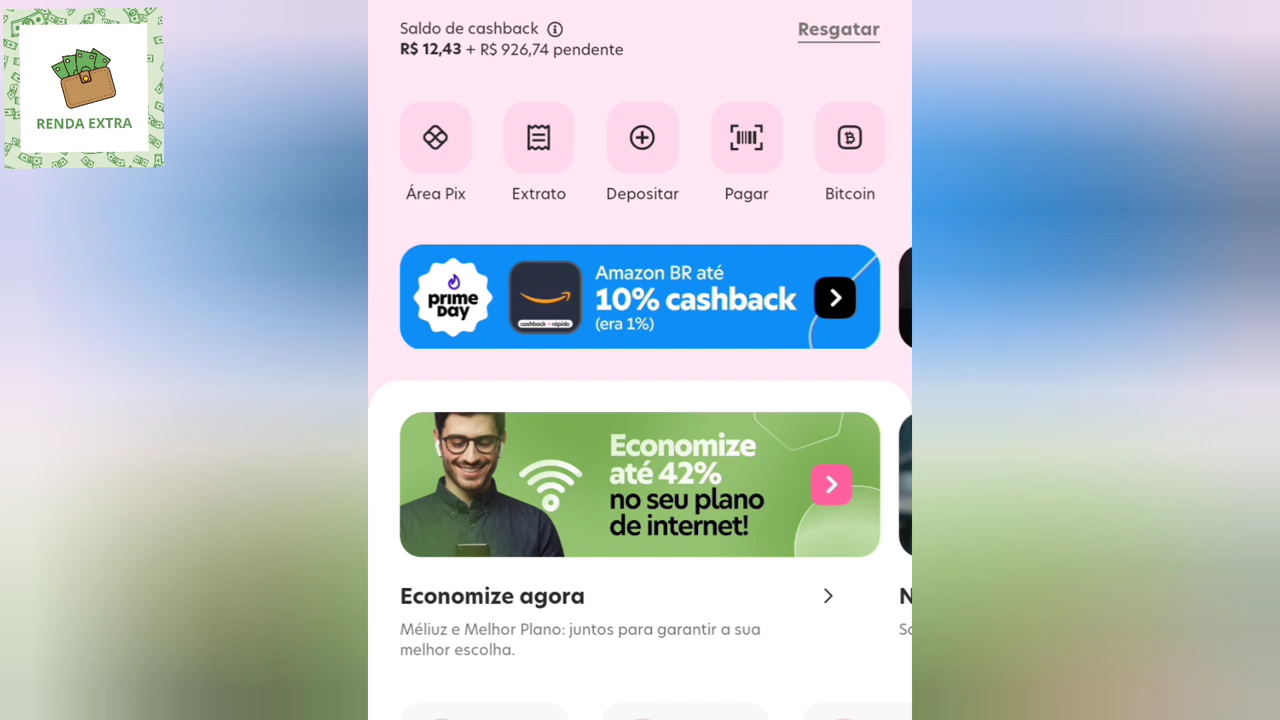 RENDA EXTRA
Saldo de cashback
R$ 12,43 + R$ 926,74 pendente
Resgatar
Área Pix
Extrato
Depositar
Pagar
Bitcoin
prime
DAY
cashback + rápido
Amazon BR até
10% cashback
(era 1%)
Economize
até 42%
no seu plano
de internet!
Economize agora
Méliuz e Melhor Plano: juntos para garantir a sua
melhor escolha.